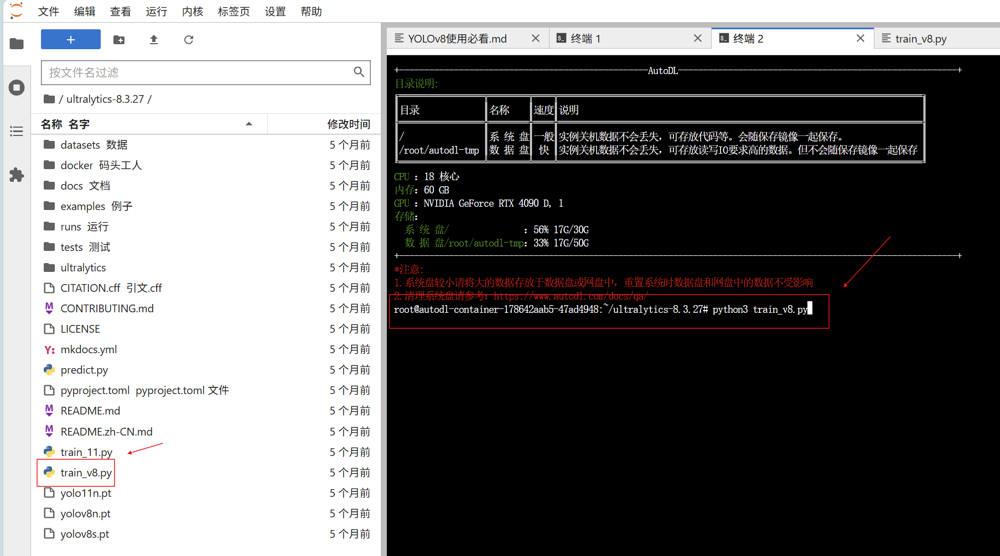 文件 编辑 查看 运行 内核 标签页 设置 帮助
按文件名过滤
/ ultralytics-8.3.27 /
名称 名字 修改时间
datasets 数据 5 个月前
docker 码头工人 5 个月前
docs 文档 5 个月前
examples 例子 5 个月前
runs 运行 5 个月前
tests 测试 5 个月前
ultralytics 5 个月前
CITATION.cff 引文.cff 5 个月前
CONTRIBUTING.md 5 个月前
LICENSE 5 个月前
mkdocs.yml 5 个月前
predict.py 5 个月前
pyproject.toml pyproject.toml 文件 5 个月前
README.md 5 个月前
README.zh-CN.md 5 个月前
train_11.py 5 个月前
train_v8.py 5 个月前
yolo11n.pt 5 个月前
yolov8n.pt 5 个月前
yolov8s.pt 5 个月前
YOLOv8使用必看.md 终端 1 终端 2 train_v8.py
+--------------------------------------------------AutoDL--------------------------------------------------------+
目录说明:
目录 名称 速度 说明
/ 系 统 盘 一般 实例关机数据不会丢失，可存放代码等。会随保存镜像一起保存。
/root/autodl-tmp 数 据 盘 快 实例关机数据不会丢失，可存放读写IO要求高的数据。但不会随保存镜像一起保存
CPU ：18 核心
内存：60 GB
GPU ：NVIDIA GeForce RTX 4090 D, 1
存储：
系 统 盘/ ：56% 17G/30G
数 据 盘/root/autodl-tmp：33% 17G/50G
+----------------------------------------------------------------------------------------------------------------+
*注意:
1.系统盘较小请将大的数据存放于数据盘或网盘中，重置系统时数据盘和网盘中的数据不受影响
2.清理系统盘请参考：https://www.autodl.com/docs/qa/
root@autodl-container-178642aab5-47ad4948:~/ultralytics-8.3.27# python3 train_v8.py